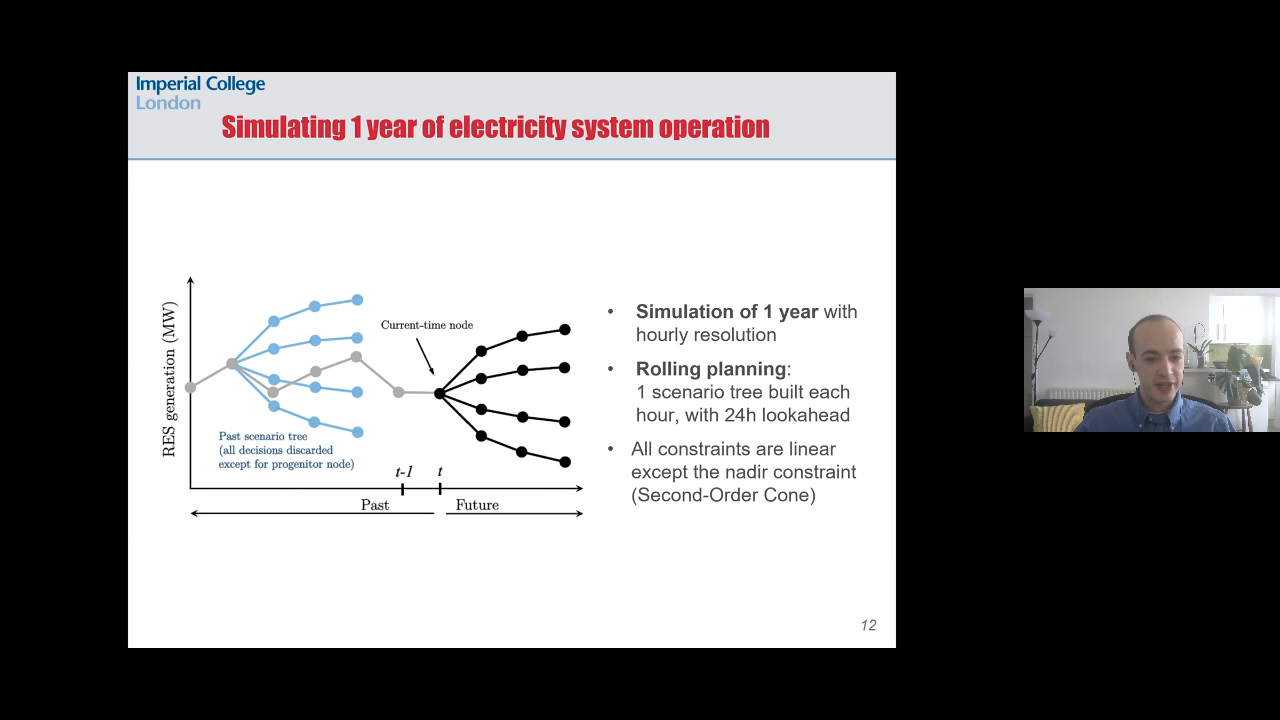 Imperial College
London
Simulating 1 year of electricity system operation
RES generation (MW)
Current-time node
Past scenario tree
(all decisions discarded
except for progenitor node)
t-1
t
Past
Future
• Simulation of 1 year with
hourly resolution
• Rolling planning:
1 scenario tree built each
hour, with 24h lookahead
• All constraints are linear
except the nadir constraint
(Second-Order Cone)
12